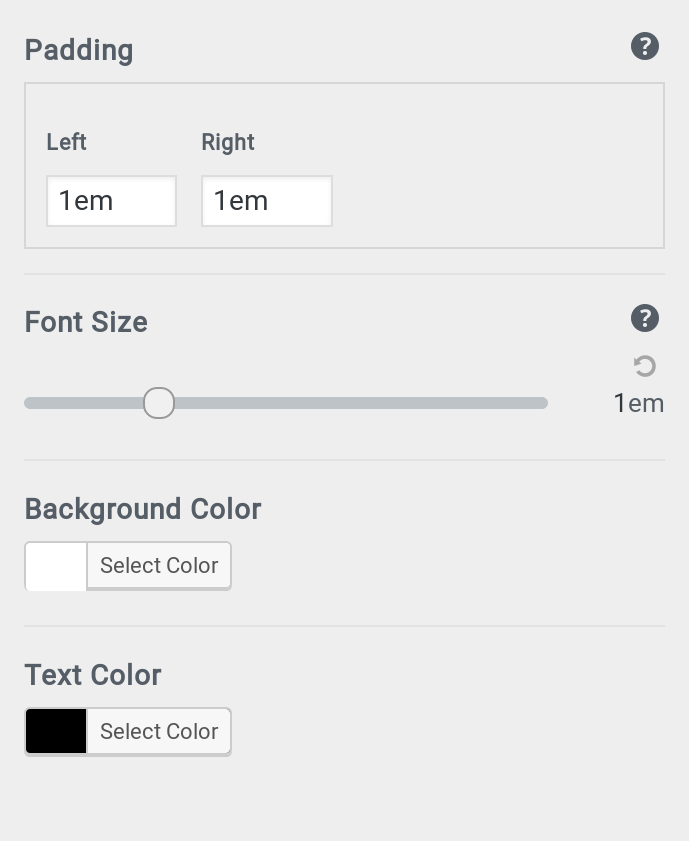 Padding ?
Left Right
1em 1em
Font Size ?
1em
Background Color
Select Color
Text Color
Select Color